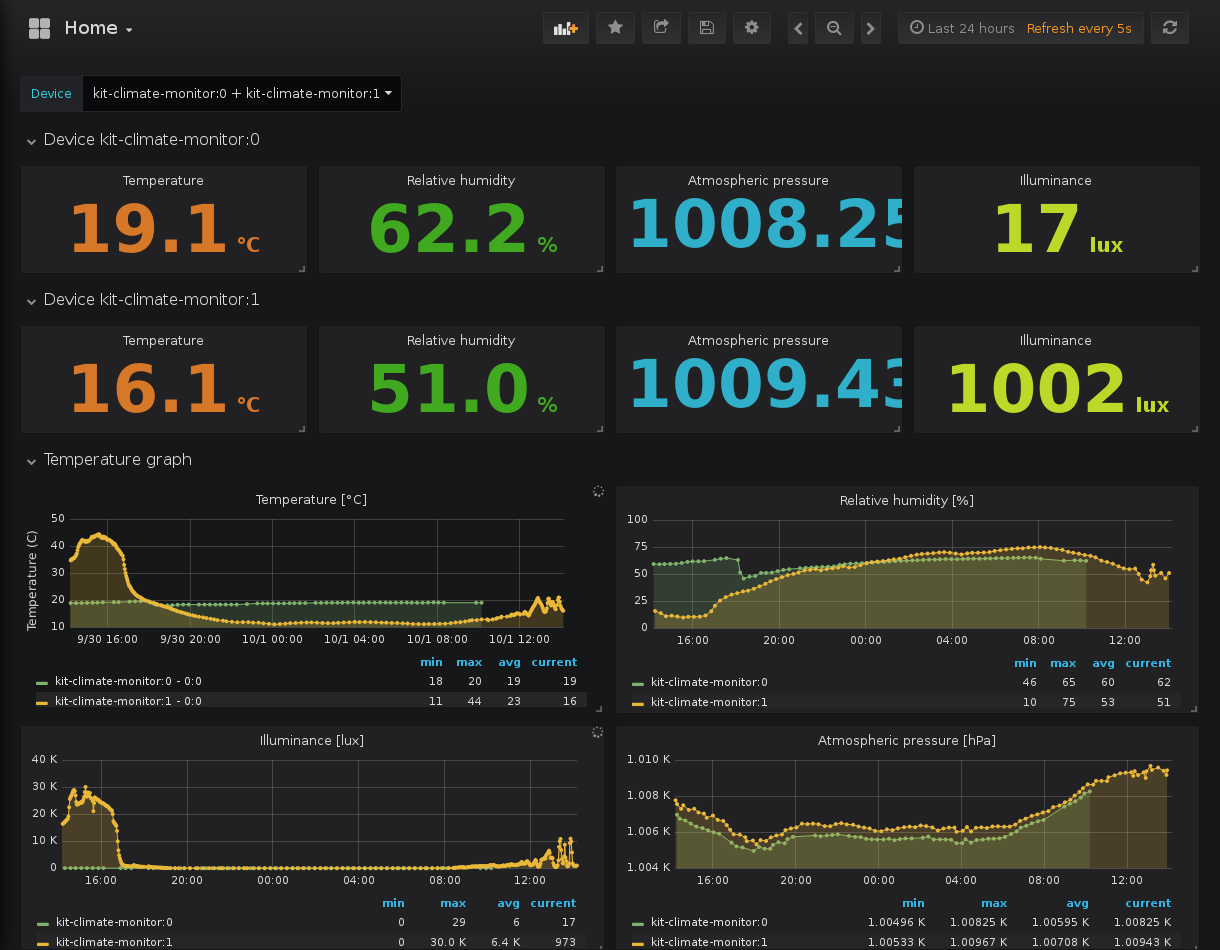 Home
Last 24 hours Refresh every 5s
Device kit-climate-monitor:0 + kit-climate-monitor:1
Device kit-climate-monitor:0
Temperature Relative humidity Atmospheric pressure Illuminance
19.1 °C 62.2 % 1008.25 17 lux
Device kit-climate-monitor:1
Temperature Relative humidity Atmospheric pressure Illuminance
16.1 °C 51.0 % 1009.43 1002 lux
Temperature graph
Temperature [°C]
Temperature (C)
50
40
30
20
10
9/30 16:00 9/30 20:00 10/1 00:00 10/1 04:00 10/1 08:00 10/1 12:00
min max avg current
kit-climate-monitor:0 - 0:0 18 20 19 19
kit-climate-monitor:1 - 0:0 11 44 23 16
Relative humidity [%]
100
75
50
25
0
16:00 20:00 00:00 04:00 08:00 12:00
min max avg current
kit-climate-monitor:0 46 65 60 62
kit-climate-monitor:1 10 75 53 51
Illuminance [lux]
40 K
30 K
20 K
10 K
0
16:00 20:00 00:00 04:00 08:00 12:00
min max avg current
kit-climate-monitor:0 0 29 6 17
kit-climate-monitor:1 0 30.0 K 6.4 K 973
Atmospheric pressure [hPa]
1.010 K
1.008 K
1.006 K
1.004 K
16:00 20:00 00:00 04:00 08:00 12:00
min max avg current
kit-climate-monitor:0 1.00496 K 1.00825 K 1.00595 K 1.00825 K
kit-climate-monitor:1 1.00533 K 1.00967 K 1.00708 K 1.00943 K